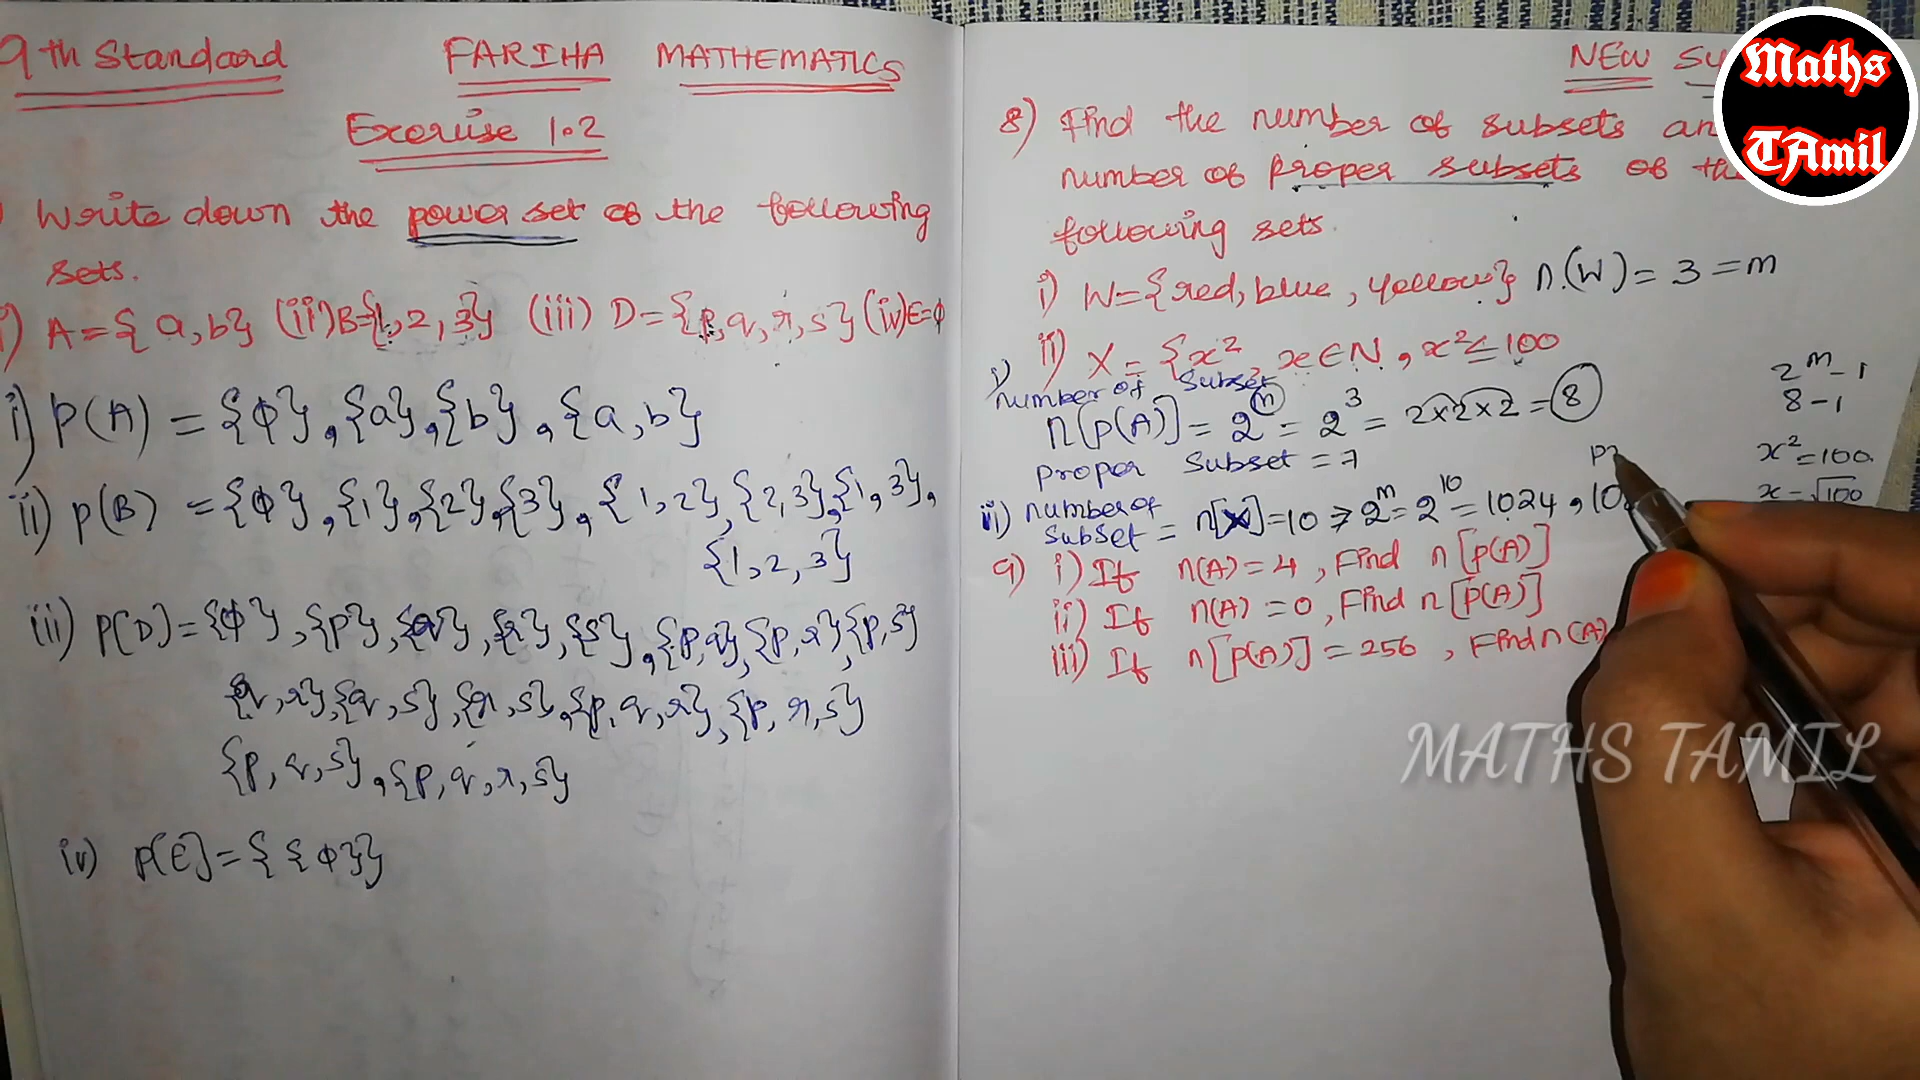 9th Standard FARIHA MATHEMATICS
Exercise 1.2
Write down the power set of the following
sets.
i) A={a,b} (ii) B={1,2,3} (iii) D={p,q,r,s} (iv) E=ϕ
i) p(A) = {ϕ}, {a}, {b}, {a,b}
ii) p(B) = {ϕ}, {1}, {2}, {3}, {1,2}, {2,3}, {1,3},
{1,2,3}
iii) p[D] = {ϕ}, {p}, {q}, {r}, {s}, {p,q}, {p,r}, {p,s}
{q,r}, {q,s}, {r,s}, {p,q,r}, {p,r,s}
{p,q,s}, {p,q,r,s}
iv) p[E] = { {ϕ}}
NEW
8) Find the number of subsets
number of proper subsets of
following sets.
i) W={red, blue, yellow} n(W) = 3 = m
ii) X = {x², x∈N, x² ≤ 100
i) number of subset
n[p(A)] = 2^m = 2³ = 2×2×2 = 8
proper subset = 7
2^m - 1
8 - 1
x² = 100
x = √100
ii) number of
subset = n[X] = 10 ⇒ 2^m = 2^10 = 1024,
9) i) If n(A) = 4, Find n[p(A)]
ii) If n(A) = 0, Find n[p(A)]
iii) If n[p(A)] = 256, Find n(A)
Maths
TAmil
MATHS TAMIL